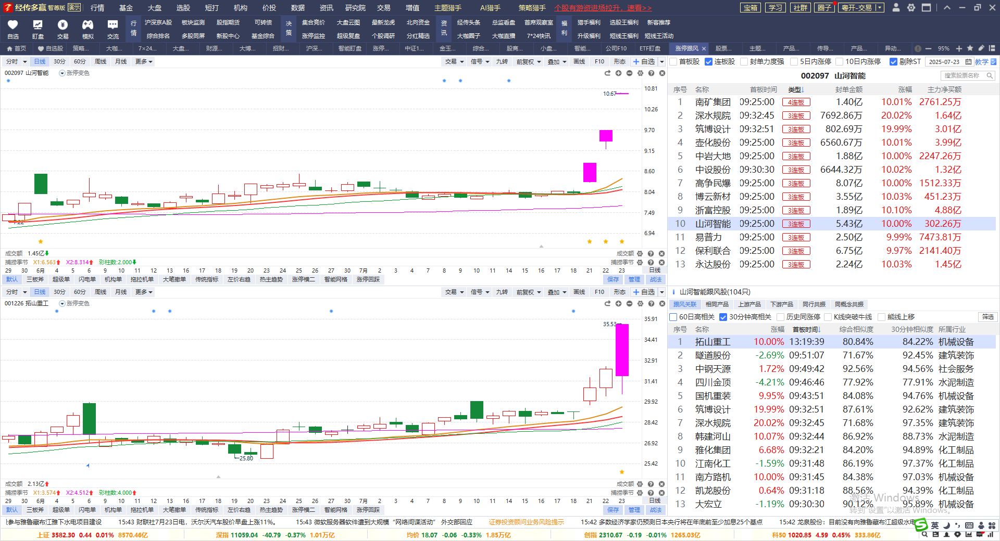 经传多赢 智尊版 演示 行情 基金 大盘 选股 短打 机构 价投 数据 资讯 研究院 交易 增值 主题猎手 AI猎手 策略猎手 个股有游资进场拉升，速看>> 宝箱 学习 社群 圈子 粤开-交易
自选 盯盘 交易 模拟 交流 行情 决策 资讯 福利
沪深京A股 板块监测 股指期货 可转债 集合竞价 大盘云图 最新龙虎 北向资金 经传头条 总监看盘 首席观察室 猎手福利 选股王福利 新客推荐
综合排名 多股同屏 新股中心 基金综合 涨停监控 超级复盘 个股调研 分红精选 大咖圈子 大咖直播 7*24快讯 升级福利 短线王福利 短线王活动
首页 自选股 策略... 大咖... 7×24... 大盘... 财源... 大博... 招财... 沪深... 智能盯盘 涨停... 中证1... 金玉... 综合... 股商... 小盘... 智能... 公司F10 ETF盯盘 涨停跟风 股票... 主题... 产品... 传导... 产品... 异动... 95%
分时 日线 30分 60分 周线 月线 更多 交易 信号 九转 前复权 叠加 画线 F10 形态 自选
002097 山河智能 涨停变色
10.81
10.67
10.26
9.70
9.15
8.60
8.04
7.49
7.22
6.94
成交额 1.45亿 成交额
捕捞季节 X1:6.563 X2:8.314 彩柱数:2.000 捕捞季节
29 30 6月 4 5 6 9 10 11 12 13 16 17 18 19 20 23 24 25 26 27 30 7月 2 3 4 7 8 9 10 11 14 15 16 17 18 21 22 23 日线
默认 三板斧 超级单 闪电单 机构单 拖拉机单 大笔撤单 传统指标 左价右趋 热主趋势 涨停横二 智能网格 涨停回踩 保存 管理 战法
分时 日线 30分 60分 周线 月线 更多 交易 信号 九转 前复权 叠加 画线 F10 形态 自选
001226 拓山重工 涨停变色
35.91
35.53
34.41
32.91
31.41
29.92
28.42
26.92
25.80
25.42
成交额 2.13亿 成交额
捕捞季节 X1:3.574 X2:4.512 彩柱数:4.000 捕捞季节
29 30 6月 4 5 6 9 10 11 12 13 16 17 18 19 20 23 24 25 26 27 30 7月 2 3 4 7 8 9 10 11 14 15 16 17 18 21 22 23 日线
默认 三板斧 超级单 闪电单 机构单 拖拉机单 大笔撤单 传统指标 左价右趋 热主趋势 涨停横二 智能网格 涨停回踩 保存 管理 战法
首板股 连板股 封单力度强 5日内涨停 10日内涨停 剔除ST 2025-07-23 教学
002097 山河智能 搜索股票名称
序号 名称 首板时间 类型↓ 封单金额 涨幅 主力净买额
1 南矿集团 09:25:00 4连板 1.40亿 10.01% 2761.25万
2 深水规院 09:32:45 3连板 7692.86万 20.02% 1.64亿
3 筑博设计 09:32:51 3连板 802.69万 19.99% 3.01亿
4 壶化股份 09:25:00 3连板 6560.67万 10.01% 3.99亿
5 中岩大地 09:25:00 3连板 1.88亿 10.00% 2247.26万
6 中设股份 09:30:30 3连板 6644.32万 10.02% 1.32亿
7 高争民爆 09:25:00 3连板 8.07亿 10.00% 1512.33万
8 博云新材 09:25:00 3连板 3.55亿 10.03% 451.23万
9 浙富控股 09:25:00 3连板 1.89亿 10.10% 4.88亿
10 山河智能 09:25:00 3连板 5.43亿 10.00% 302.26万
11 易普力 09:25:00 3连板 2.50亿 9.99% 7473.81万
12 保利联合 09:25:00 3连板 6.75亿 9.97% 2141.40万
13 永达股份 09:25:00 3连板 2.24亿 10.03% 1.45亿
山河智能跟风股(104只)
跟风关联 相同产品 上游产品 下游产品 同行共振 同概念共振
60日高相关 30分钟高相关 历史同涨停 K线突破牛线 熊线上移 筛选
序号 名称 涨幅 首板时间↓ 综合相似度 30分钟相似度 所属行业
1 拓山重工 10.00% 13:19:39 80.84% 84.22% 机械设备
2 隧道股份 -2.69% 09:51:07 71.67% 92.45% 建筑装饰
3 中钢天源 1.72% 09:49:42 92.56% 94.56% 社会服务
4 四川金顶 -4.21% 09:46:46 77.92% 77.91% 水泥制造
5 国机重装 9.95% 09:43:51 84.08% 94.76% 机械设备
6 筑博设计 19.99% 09:32:51 87.61% 92.62% 建筑装饰
7 深水规院 20.02% 09:32:45 71.68% 97.35% 建筑装饰
8 韩建河山 10.07% 09:32:44 86.92% 88.73% 水泥制造
9 雅化集团 6.68% 09:32:21 84.20% 94.89% 化工制品
10 江南化工 -1.59% 09:31:48 86.19% 97.37% 化工制品
11 南方路机 10.00% 09:31:45 84.38% 97.03% 机械设备
12 凯龙股份 0.64% 09:31:18 88.56% 94.39% 化工制品
13 大宏立 -1.19% 09:30:30 90.12% 95.89% 机械设备
激活 Windows
转到"设置"以激活 Windows。
参与雅鲁藏布江雅下水电项目建设 15:43 财联社7月23日电，沃尔沃汽车股价早盘上涨11%。 15:43 微软服务器软件遭到大规模“网络间谍活动” 外交部回应 证券投资顾问业务风险提示 15:42 多数经济学家仍预测日本央行将在年底前至少加息25个基点 15:42 龙泉股份：目前没有向雅鲁藏布江超级水电
英
上证 3582.30 0.44 0.01% 8570.46亿 深指 11059.04 -40.79 -0.37% 1.01万亿 均价 18.07 -0.06 -0.33% 1.85万亿 创指 2310.67 -0.19 -0.01% 1265.03亿 科50 1020.85 4.59 0.45% 333.86亿